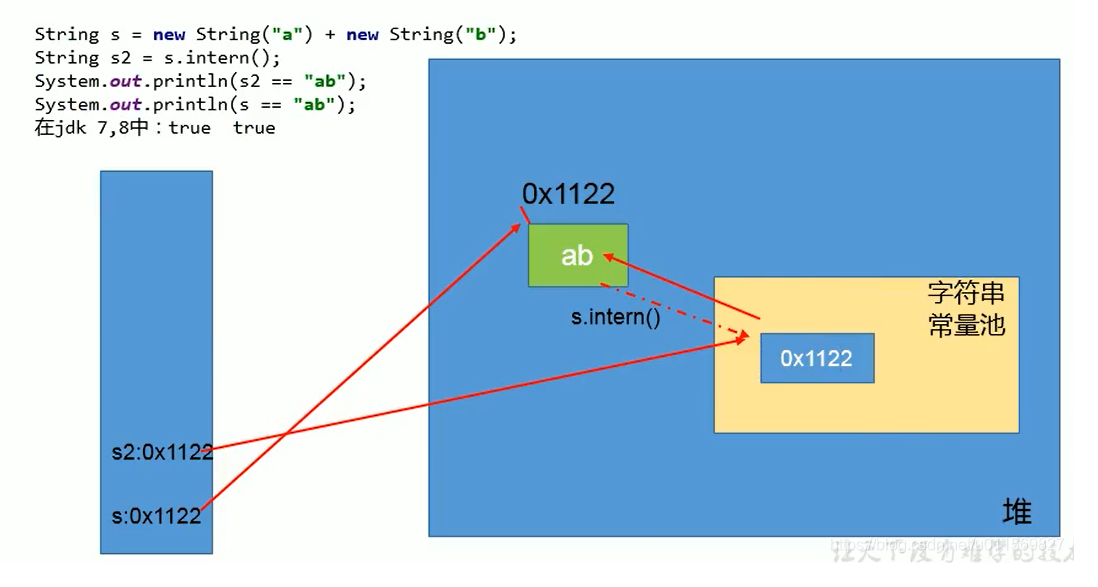 String s = new String("a") + new String("b");
String s2 = s.intern();
System.out.println(s2 == "ab");
System.out.println(s == "ab");
在jdk 7,8中：true  true
0x1122
ab
s.intern()
字符串
常量池
0x1122
s2:0x1122
s:0x1122
堆